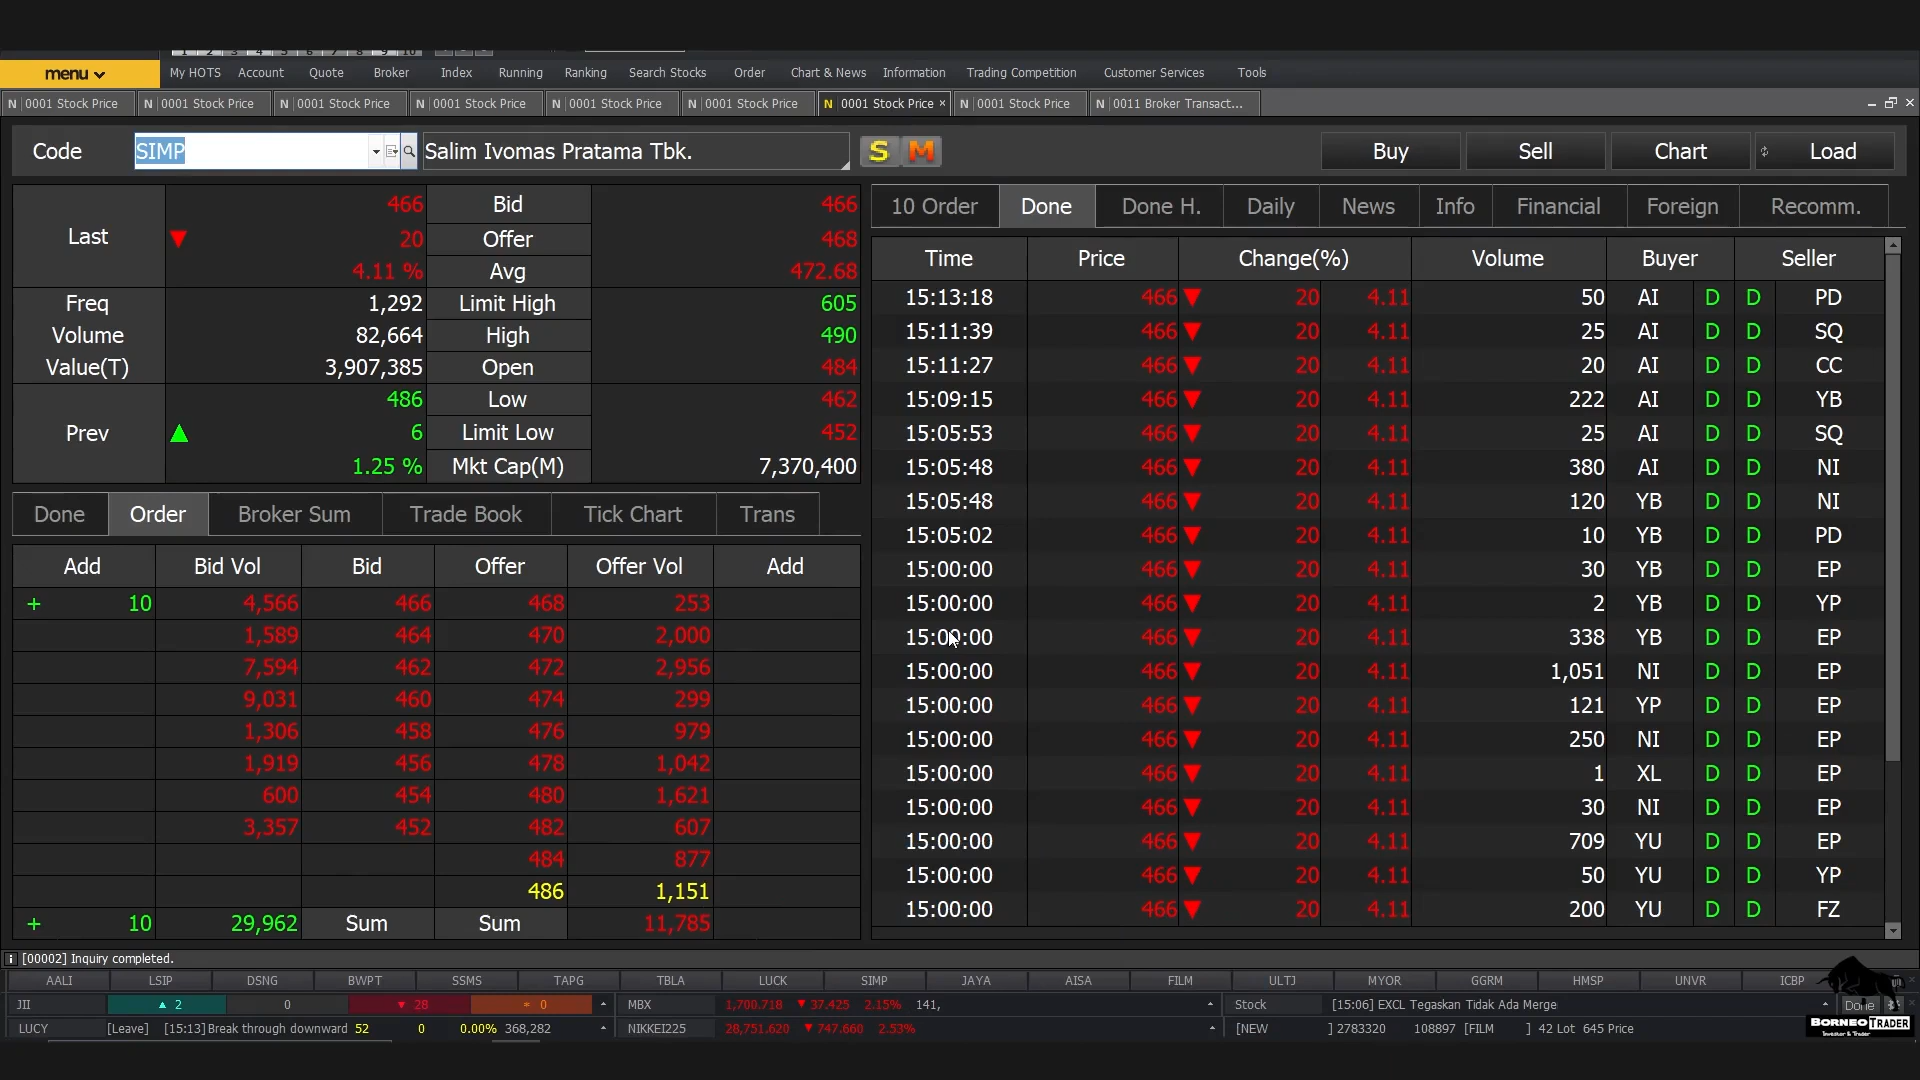 menu My HOTS Account Quote Broker Index Running Ranking Search Stocks Order Chart & News Information Trading Competition Customer Services Tools
N 0001 Stock Price N 0001 Stock Price N 0001 Stock Price N 0001 Stock Price N 0001 Stock Price N 0001 Stock Price N 0001 Stock Price × N 0001 Stock Price N 0011 Broker Transact...
Code SIMP Salim Ivomas Pratama Tbk. S M Buy Sell Chart Load
Last 466 Bid 466
▼ 20 Offer 468
4.11 % Avg 472.68
Freq 1,292 Limit High 605
Volume 82,664 High 490
Value(T) 3,907,385 Open 484
Prev 486 Low 462
▲ 6 Limit Low 452
1.25 % Mkt Cap(M) 7,370,400
Done Order Broker Sum Trade Book Tick Chart Trans
Add Bid Vol Bid Offer Offer Vol Add
+ 10 4,566 466 468 253
1,589 464 470 2,000
7,594 462 472 2,956
9,031 460 474 299
1,306 458 476 979
1,919 456 478 1,042
600 454 480 1,621
3,357 452 482 607
484 877
486 1,151
+ 10 29,962 Sum Sum 11,785
10 Order Done Done H. Daily News Info Financial Foreign Recomm.
Time Price Change(%) Volume Buyer Seller
15:13:18 466 ▼ 20 4.11 50 AI D D PD
15:11:39 466 ▼ 20 4.11 25 AI D D SQ
15:11:27 466 ▼ 20 4.11 20 AI D D CC
15:09:15 466 ▼ 20 4.11 222 AI D D YB
15:05:53 466 ▼ 20 4.11 25 AI D D SQ
15:05:48 466 ▼ 20 4.11 380 AI D D NI
15:05:48 466 ▼ 20 4.11 120 YB D D NI
15:05:02 466 ▼ 20 4.11 10 YB D D PD
15:00:00 466 ▼ 20 4.11 30 YB D D EP
15:00:00 466 ▼ 20 4.11 2 YB D D YP
15:00:00 466 ▼ 20 4.11 338 YB D D EP
15:00:00 466 ▼ 20 4.11 1,051 NI D D EP
15:00:00 466 ▼ 20 4.11 121 YP D D EP
15:00:00 466 ▼ 20 4.11 250 NI D D EP
15:00:00 466 ▼ 20 4.11 1 XL D D EP
15:00:00 466 ▼ 20 4.11 30 NI D D EP
15:00:00 466 ▼ 20 4.11 709 YU D D EP
15:00:00 466 ▼ 20 4.11 50 YU D D YP
15:00:00 466 ▼ 20 4.11 200 YU D D FZ
[00002] Inquiry completed.
AALI LSIP DSNG BWPT SSMS TAPG TBLA LUCK SIMP JAYA AISA FILM ULTJ MYOR GGRM HMSP UNVR ICBP
JII ▲ 2 0 ▼ 28 * 0 MBX 1,700.718 ▼ 37.425 2.15% 141, Stock [15:06] EXCL Tegaskan Tidak Ada Merge Done
LUCY [Leave] [15:13]Break through downward 52 0 0.00% 368,282 NIKKEI225 28,751.620 ▼ 747.660 2.53% [NEW ] 2783320 108897 [FILM ] 42 Lot 645 Price
BORNEO TRADER
Investor & Trader